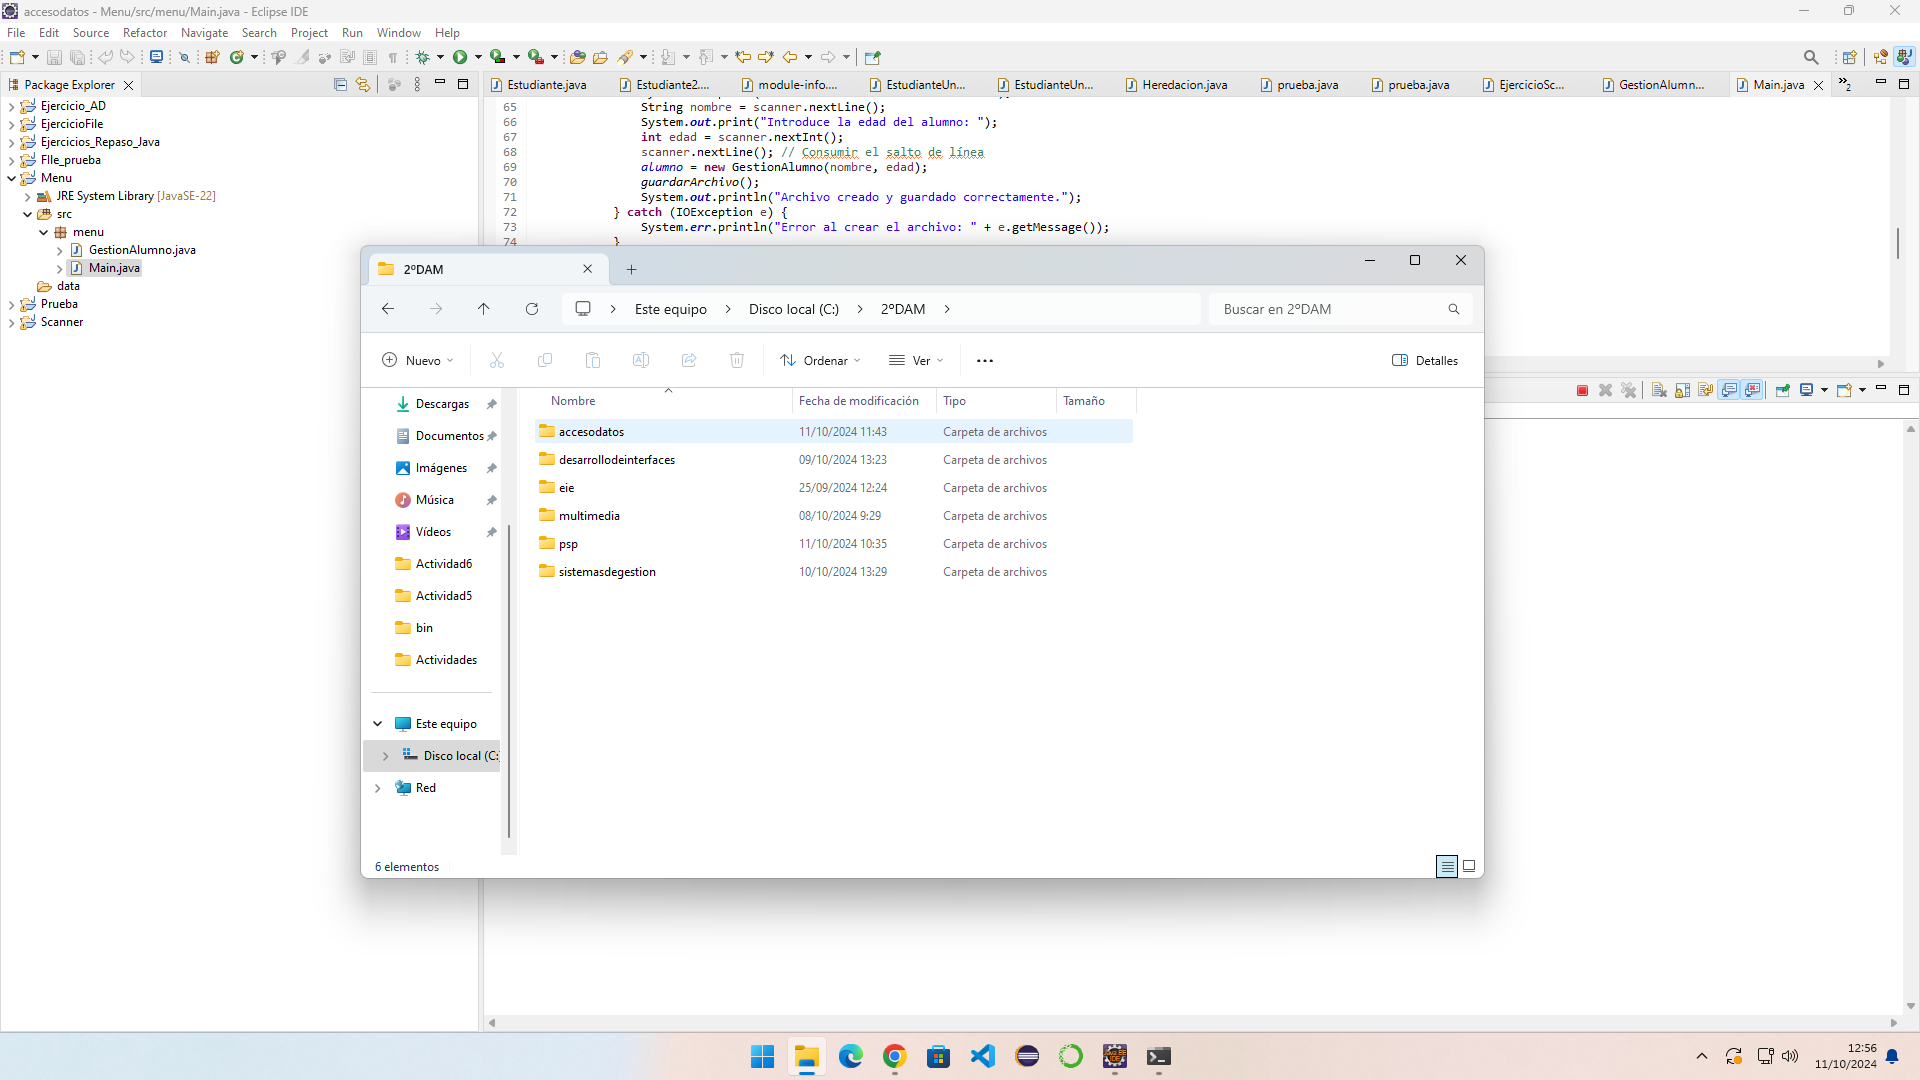 accesodatos - Menu/src/menu/Main.java - Eclipse IDE
File Edit Source Refactor Navigate Search Project Run Window Help
Package Explorer
Estudiante.java Estudiante2.... module-info.... EstudianteUn... EstudianteUn... Heredacion.java prueba.java prueba.java EjercicioSc... GestionAlumn... Main.java 2
Ejercicio_AD
EjercicioFile
Ejercicios_Repaso_Java
FIle_prueba
Menu
JRE System Library [JavaSE-22]
src
menu
GestionAlumno.java
Main.java
data
Prueba
Scanner
65 String nombre = scanner.nextLine();
66 System.out.print("Introduce la edad del alumno: ");
67 int edad = scanner.nextInt();
68 scanner.nextLine(); // Consumir el salto de línea
69 alumno = new GestionAlumno(nombre, edad);
70 guardarArchivo();
71 System.out.println("Archivo creado y guardado correctamente.");
72 } catch (IOException e) {
73 System.err.println("Error al crear el archivo: " + e.getMessage());
74 }
2ºDAM
Este equipo Disco local (C:) 2ºDAM
Buscar en 2ºDAM
Nuevo Ordenar Ver Detalles
Nombre Fecha de modificación Tipo Tamaño
accesodatos 11/10/2024 11:43 Carpeta de archivos
desarrollodeinterfaces 09/10/2024 13:23 Carpeta de archivos
eie 25/09/2024 12:24 Carpeta de archivos
multimedia 08/10/2024 9:29 Carpeta de archivos
psp 11/10/2024 10:35 Carpeta de archivos
sistemasdegestion 10/10/2024 13:29 Carpeta de archivos
Descargas
Documentos
Imágenes
Música
Vídeos
Actividad6
Actividad5
bin
Actividades
Este equipo
Disco local (C:
Red
6 elementos
12:56
11/10/2024